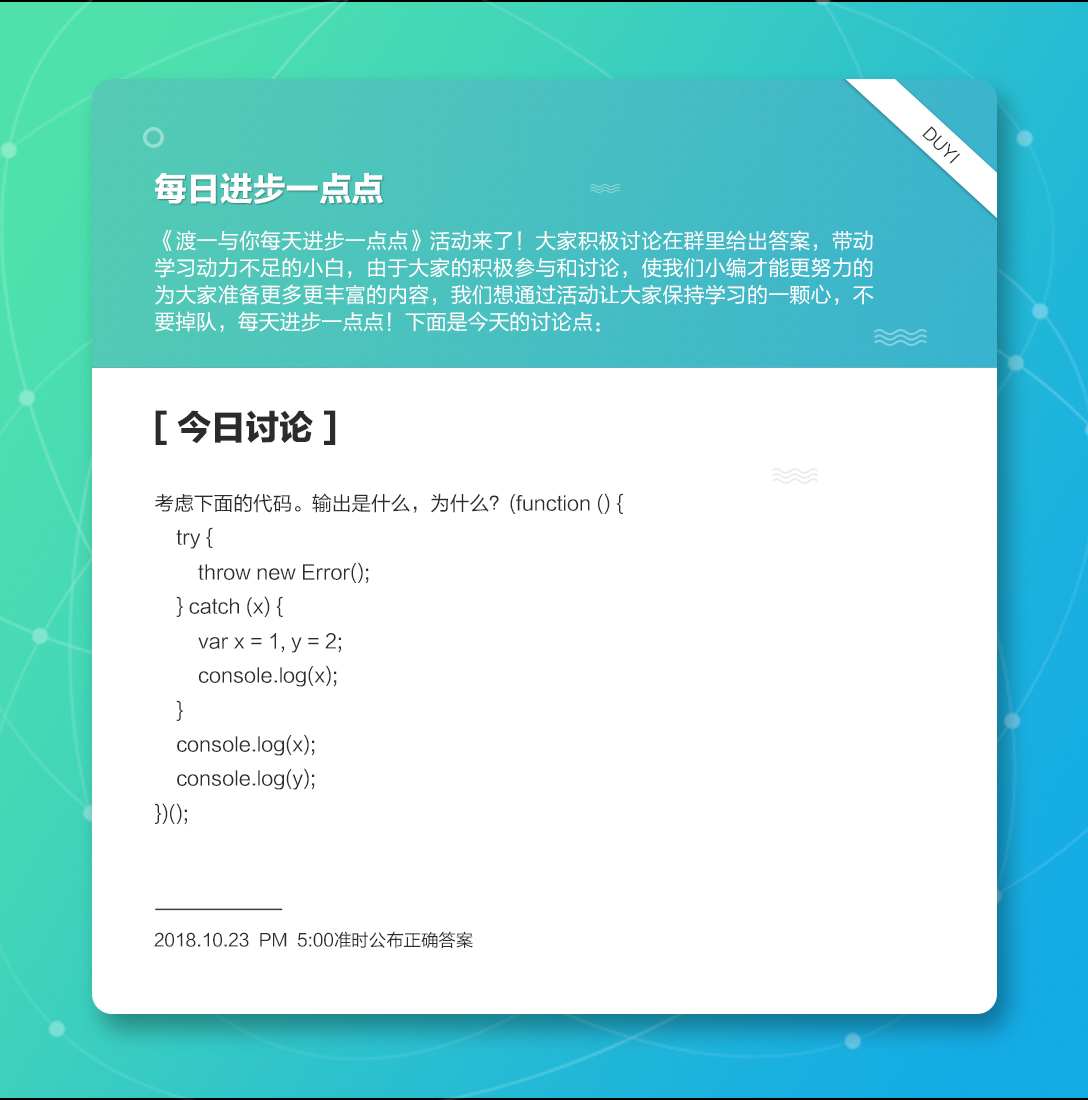 DUYI
每日进步一点点
《渡一与你每天进步一点点》活动来了！大家积极讨论在群里给出答案，带动
学习动力不足的小白，由于大家的积极参与和讨论，使我们小编才能更努力的
为大家准备更多更丰富的内容，我们想通过活动让大家保持学习的一颗心，不
要掉队，每天进步一点点！下面是今天的讨论点：
[ 今日讨论 ]
考虑下面的代码。输出是什么，为什么？(function () {
    try {
        throw new Error();
    } catch (x) {
        var x = 1, y = 2;
        console.log(x);
    }
    console.log(x);
    console.log(y);
})();
2018.10.23 PM 5:00准时公布正确答案